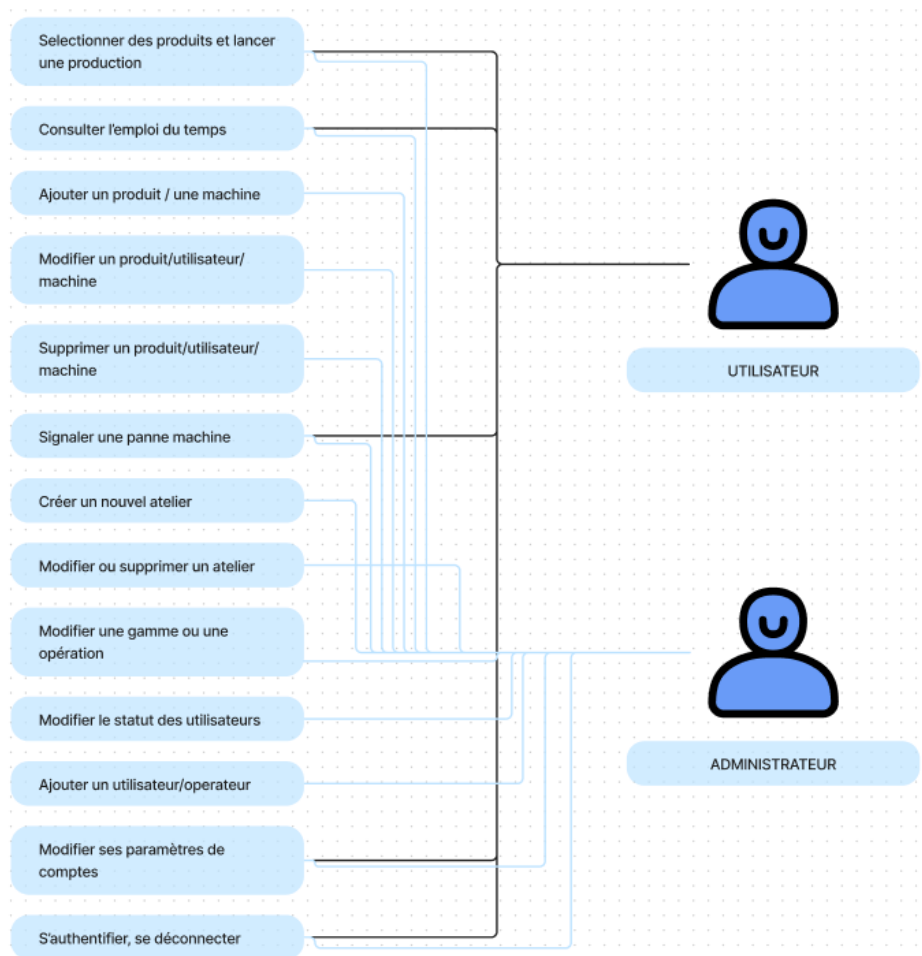 Selectionner des produits et lancer
une production
Consulter l'emploi du temps
Ajouter un produit / une machine
Modifier un produit/utilisateur/
machine
Supprimer un produit/utilisateur/
machine
Signaler une panne machine
Créer un nouvel atelier
Modifier ou supprimer un atelier
Modifier une gamme ou une
opération
Modifier le statut des utilisateurs
Ajouter un utilisateur/operateur
Modifier ses paramètres de
comptes
S'authentifier, se déconnecter
UTILISATEUR
ADMINISTRATEUR